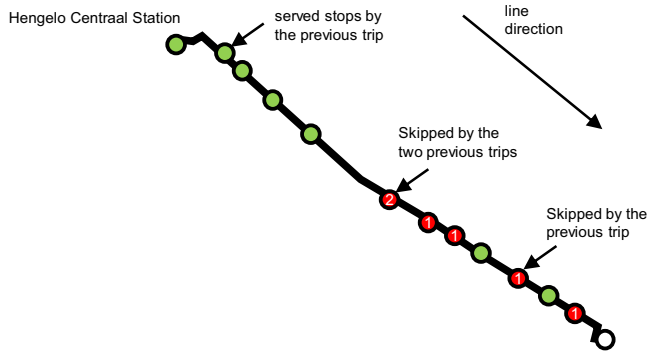 Hengelo Centraal Station
served stops by
the previous trip
line
direction
Skipped by the
two previous trips
2
1
1
Skipped by the
previous trip
1
1